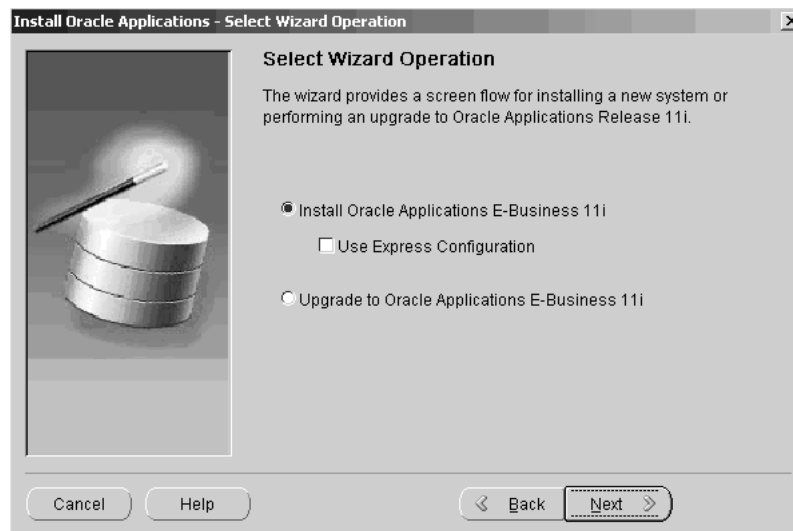 Install Oracle Applications - Select Wizard Operation
Select Wizard Operation
The wizard provides a screen flow for installing a new system or
performing an upgrade to Oracle Applications Release 11i.
Install Oracle Applications E-Business 11i
Use Express Configuration
Upgrade to Oracle Applications E-Business 11i
Cancel Help Back Next